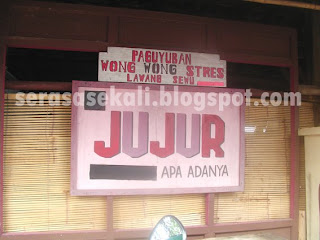 PAGUYUBAN
WONG WONG STRES
LAWANG SEWU
serasasekali.blogspot.com
JUJUR
APA ADANYA